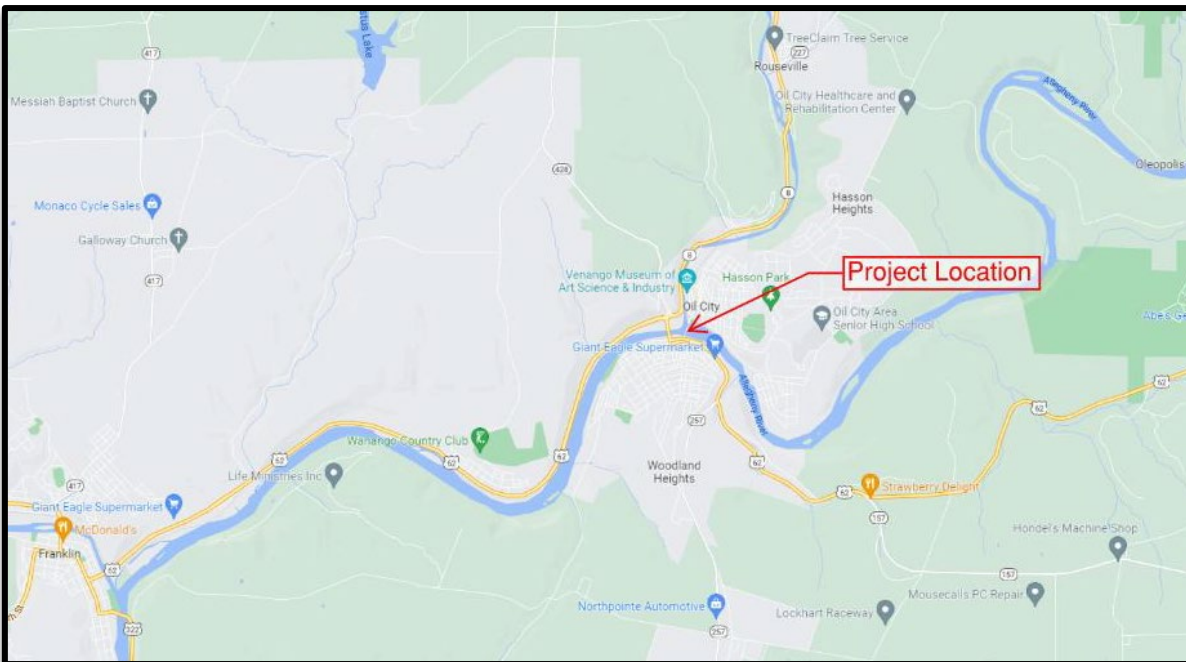 417
Messiah Baptist Church
Monaco Cycle Sales
Galloway Church
417
428
TreeClaim Tree Service
227
Rouseville
Oil City Healthcare and
Rehabilitation Center
Allegheny River
Oleopolis
8
Hasson
Heights
8
Venango Museum of
Art Science & Industry
Oil City
Hasson Park
Project Location
Oil City Area
Senior High School
Giant Eagle Supermarket
Allegheny River
62
257
62
62
62
Wanango Country Club
62
62
62
Life Ministries Inc
Woodland
Heights
62
Strawberry Delight
157
Hondel's Machine Shop
157
417
Giant Eagle Supermarket
McDonald's
Franklin
62
322
Northpointe Automotive
257
Lockhart Raceway
Mousecalls PC Repair